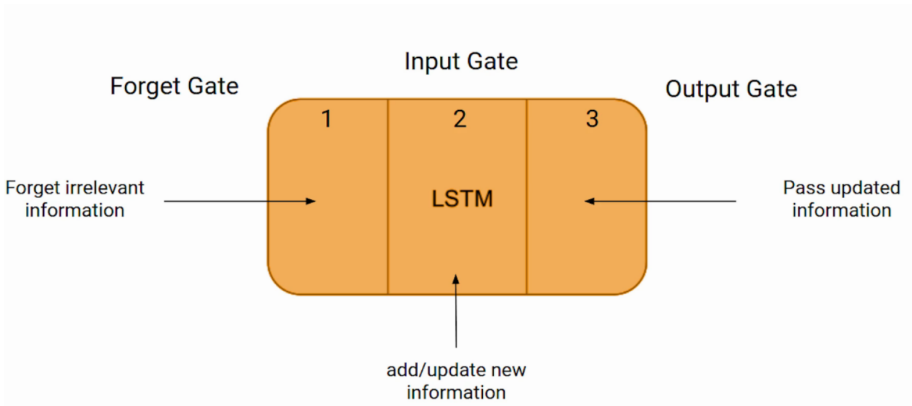 Input Gate
Forget Gate
Output Gate
1
2
3
Forget irrelevant
information
LSTM
Pass updated
information
add/update new
information